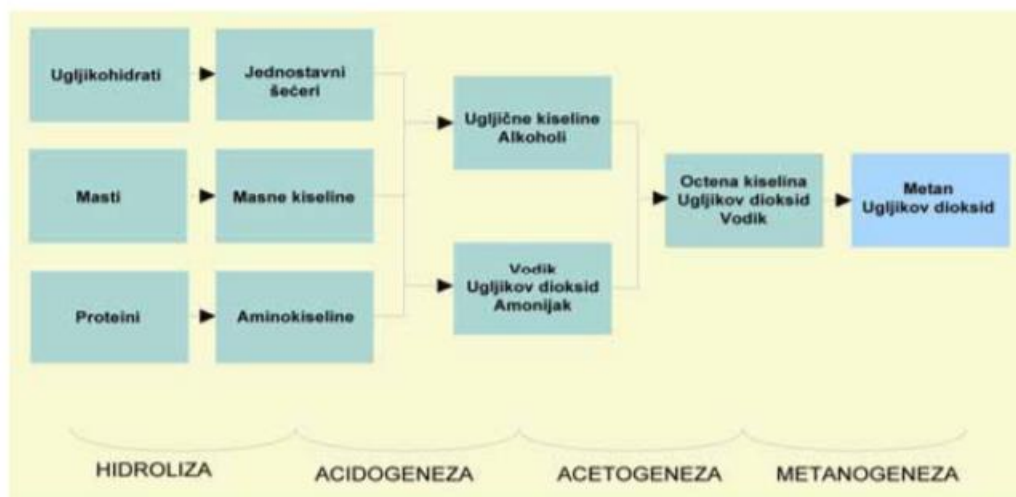 Ugljikohidrati
Jednostavni
šećeri
Ugljične kiseline
Alkoholi
Masti
Masne kiseline
Octena kiselina
Ugljikov dioksid
Vodik
Metan
Ugljikov dioksid
Vodik
Ugljikov dioksid
Amonijak
Proteini
Aminokiseline
HIDROLIZA
ACIDOGENEZA
ACETOGENEZA
METANOGENEZA